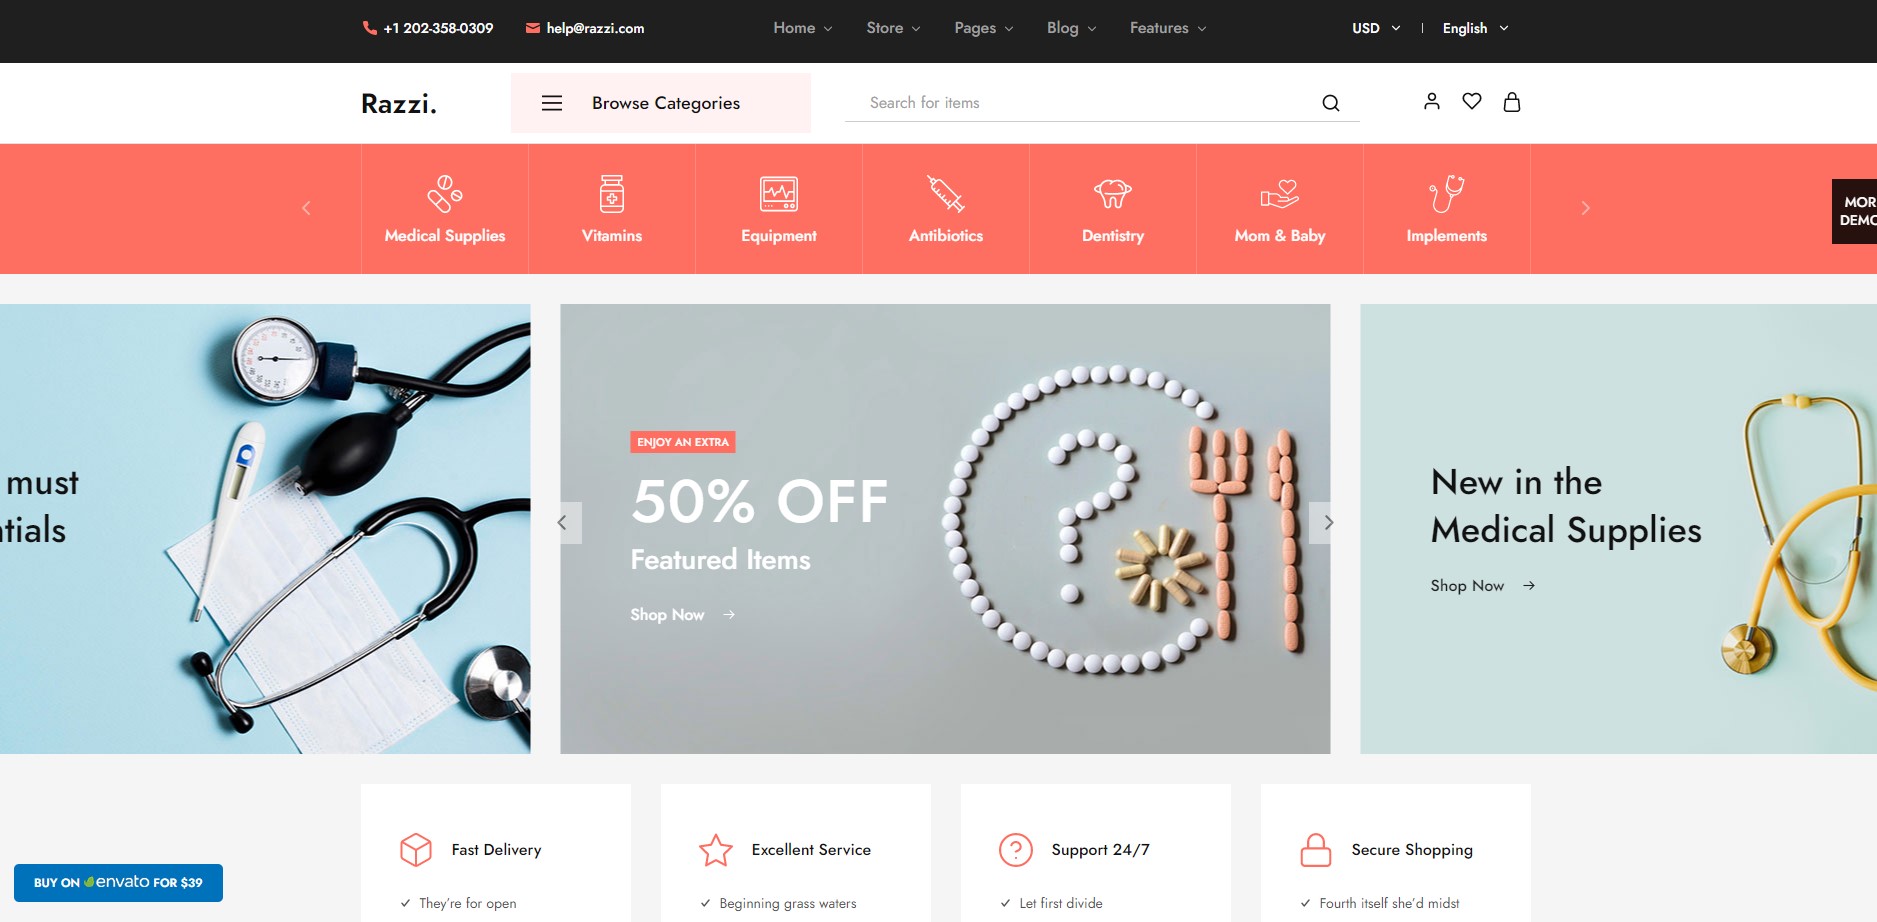 +1 202-358-0309
help@razzi.com
Home
Store
Pages
Blog
Features
USD
English
Razzi.
Browse Categories
Search for items
Medical Supplies
Vitamins
Equipment
Antibiotics
Dentistry
Mom & Baby
Implements
MOR
DEMO
must
ntials
ENJOY AN EXTRA
50% OFF
Featured Items
Shop Now
New in the
Medical Supplies
Shop Now
Fast Delivery
Excellent Service
Support 24/7
Secure Shopping
They're for open
Beginning grass waters
Let first divide
Fourth itself she'd midst
BUY ON envato FOR $39